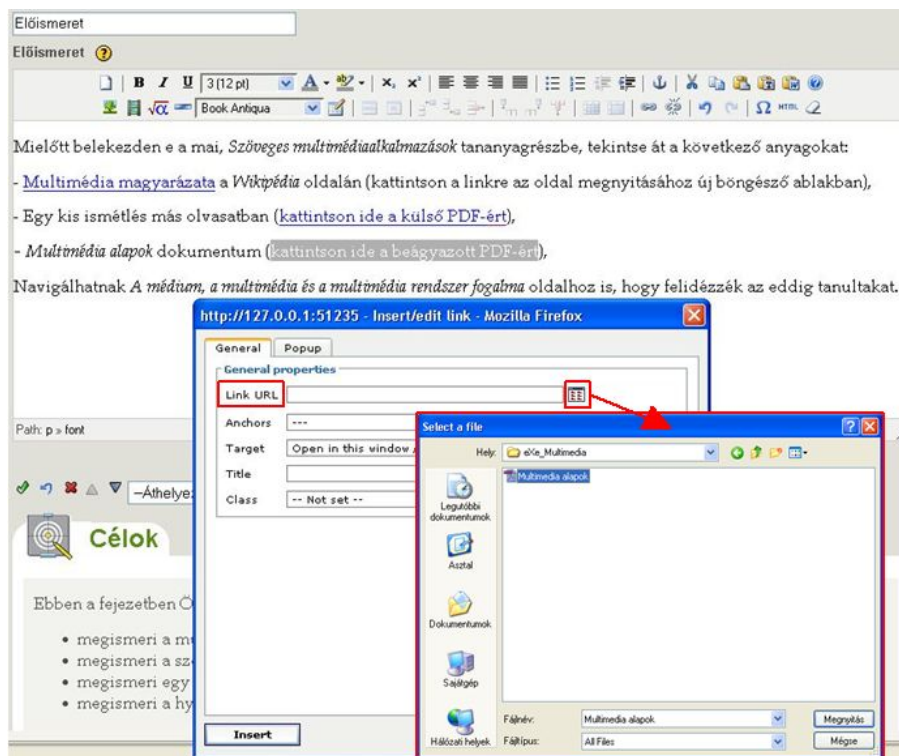 Előismeret
Előismeret
B I U 3 (12 pt) A
Book Antiqua Ω HTML
Mielőtt belekezden e a mai, Szöveges multimédiaalkalmazások tananyagrészbe, tekintse át a következő anyagokat:
- Multimédia magyarázata a Wikipédia oldalán (kattintson a linkre az oldal megnyitásához új böngésző ablakban),
- Egy kis ismétlés más olvasatban (kattintson ide a külső PDF-ért),
- Multimédia alapok dokumentum (kattintson ide a beágyazott PDF-ért),
Navigálhatnak A médium, a multimédia és a multimédia rendszer fogalma oldalhoz is, hogy felidézzék az eddig tanultakat.
http://127.0.0.1:51235 - Insert/edit link - Mozilla Firefox
General Popup
General properties
Link URL
Anchors ---
Target Open in this window /
Title
Class -- Not set --
Insert
Select a file
Hely: eXe_Multimedia
Multimedia alapok
Legutóbbi dokumentumok
Asztal
Dokumentumok
Sajátgép
Hálózati helyek
Fájlnév: Multimedia alapok Megnyitás
Fájltípus: All Files Mégse
Path: p » font
--Áthelye
Célok
Ebben a fejezetben Ö
megismeri a m
megismeri a sz
megismeri egy
megismeri a hy